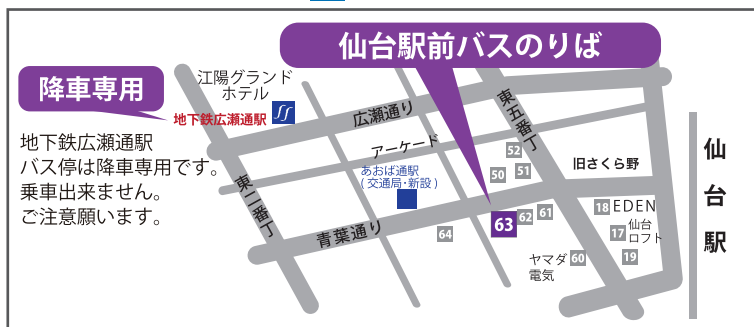 仙台駅前バスのりば
降車専用
江陽グランド
ホテル
地下鉄広瀬通駅
地下鉄広瀬通駅
バス停は降車専用です。
乗車出来ません。
ご注意願います。
広瀬通り
東五番丁
アーケード
52
51
50
旧さくら野
あおば通駅
(交通局・新設)
仙台駅
東二番丁
青葉通り
64
63
62
61
18 EDEN
17 仙台
ロフト
19
ヤマダ
電気
60